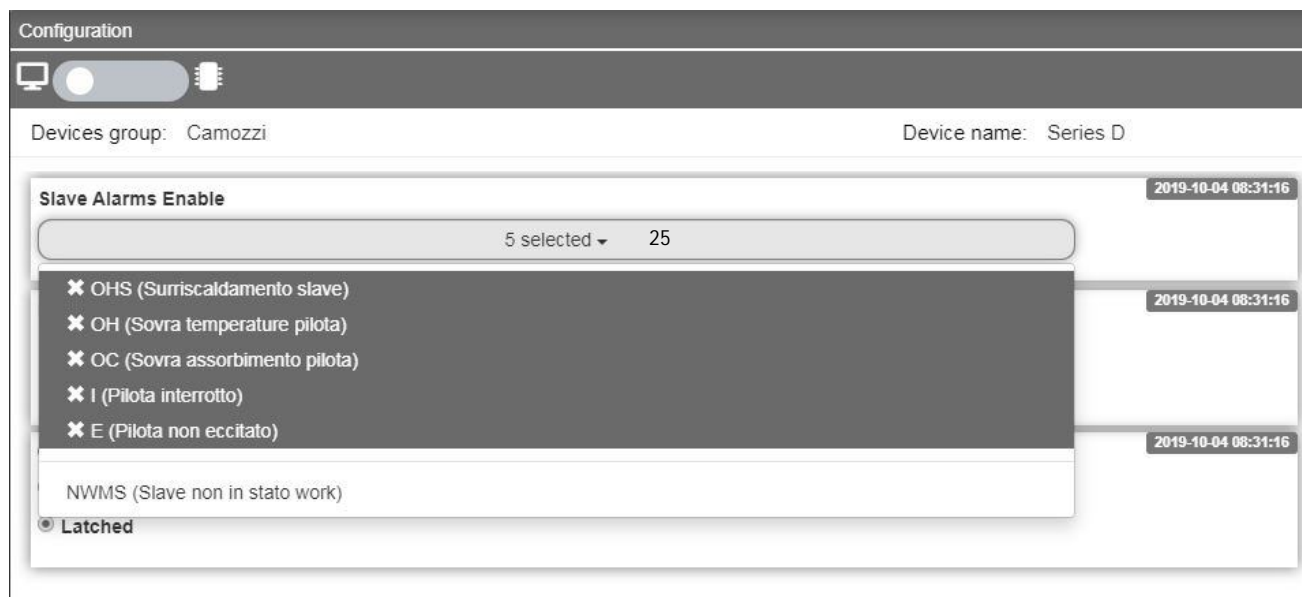 Configuration
Devices group: Camozzi Device name: Series D
2019-10-04 08:31:16
Slave Alarms Enable
5 selected 25
OHS (Surriscaldamento slave)
2019-10-04 08:31:16
OH (Sovra temperature pilota)
OC (Sovra assorbimento pilota)
I (Pilota interrotto)
E (Pilota non eccitato)
2019-10-04 08:31:16
NWMS (Slave non in stato work)
Latched